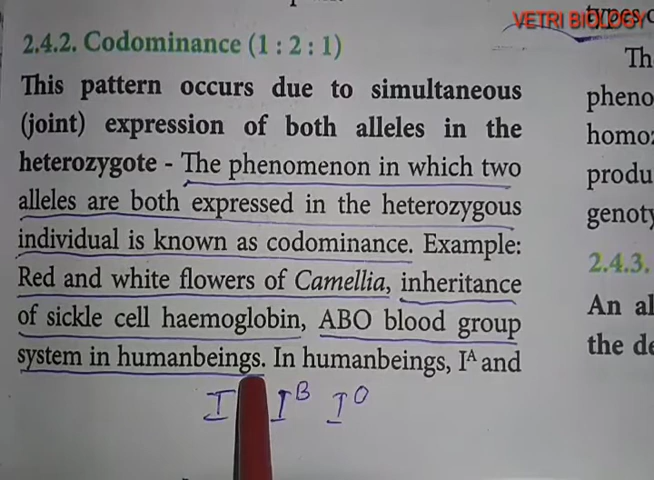 VETRI BIOLOGY
2.4.2. Codominance (1 : 2 : 1)
This pattern occurs due to simultaneous
(joint) expression of both alleles in the
heterozygote - The phenomenon in which two
alleles are both expressed in the heterozygous
individual is known as codominance. Example:
Red and white flowers of Camellia, inheritance
of sickle cell haemoglobin, ABO blood group
system in humanbeings. In humanbeings, Iᴬ and
I Iᴮ Iᴼ
types
Th
pheno
homoz
produ
genoty
2.4.3.
An al
the de